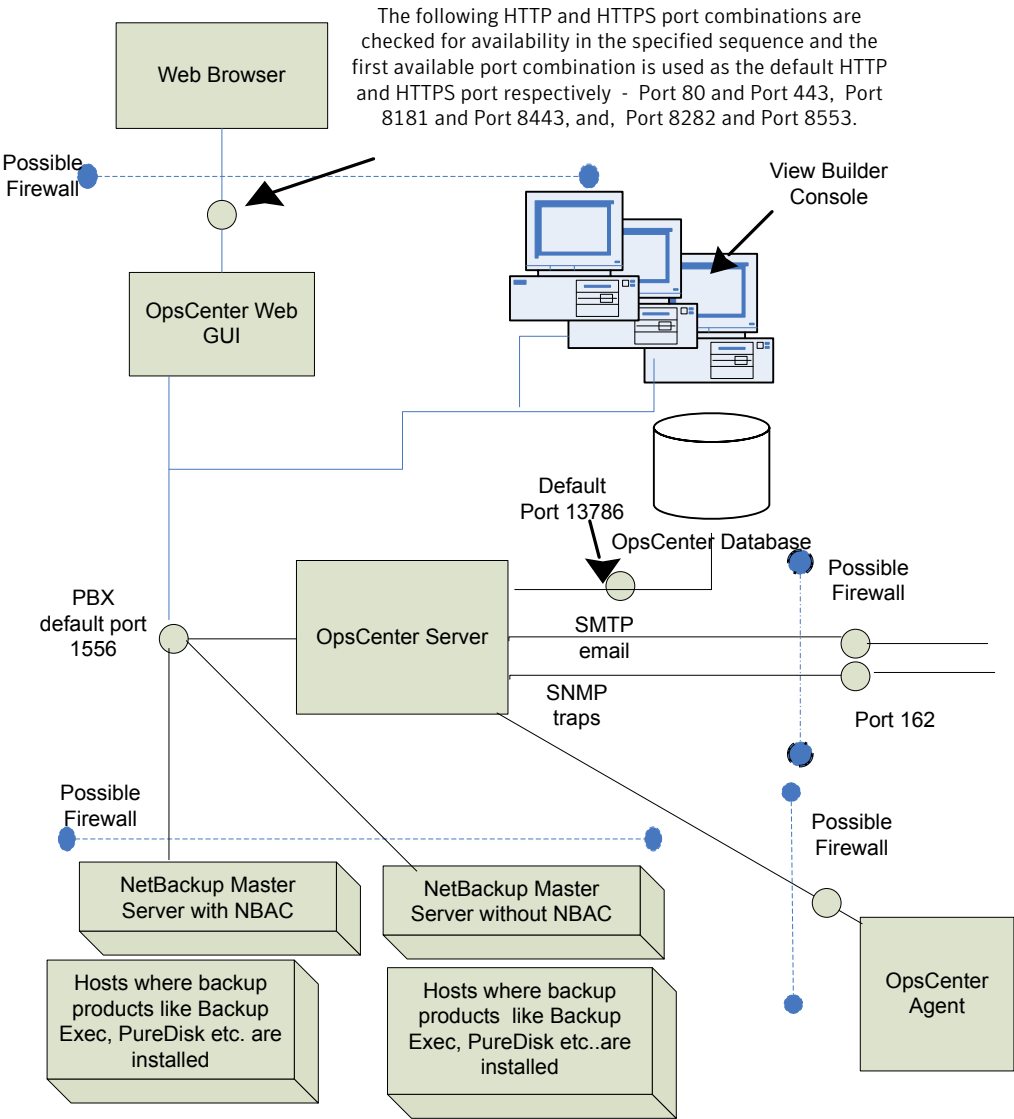 The following HTTP and HTTPS port combinations are
checked for availability in the specified sequence and the
first available port combination is used as the default HTTP
and HTTPS port respectively - Port 80 and Port 443, Port
8181 and Port 8443, and, Port 8282 and Port 8553.
Web Browser
Possible
Firewall
View Builder
Console
OpsCenter Web
GUI
Default
Port 13786
OpsCenter Database
Possible
Firewall
PBX
default port
1556
OpsCenter Server
SMTP
email
SNMP
traps
Port 162
Possible
Firewall
Possible
Firewall
NetBackup Master
Server with NBAC
NetBackup Master
Server without NBAC
Hosts where backup
products like Backup
Exec, PureDisk etc. are
installed
Hosts where backup
products like Backup
Exec, PureDisk etc..are
installed
OpsCenter
Agent